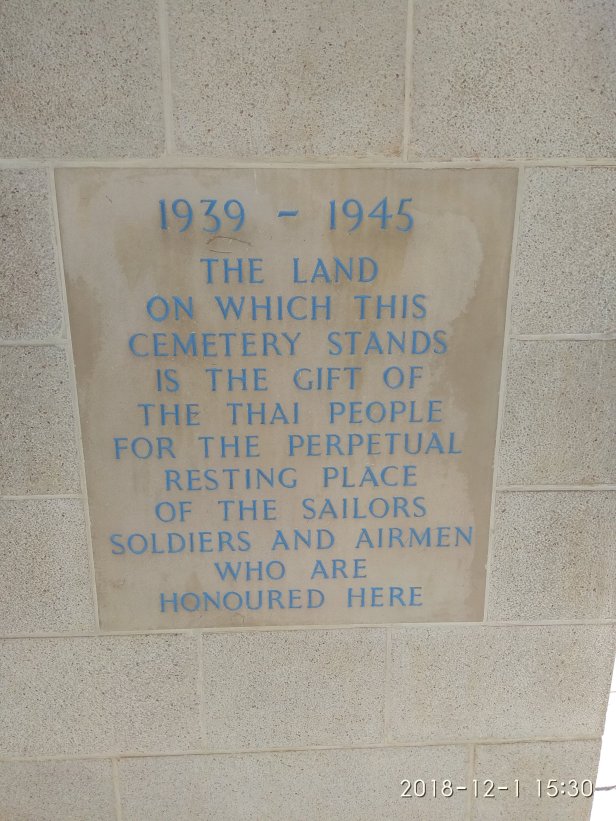 1939 - 1945
THE LAND
ON WHICH THIS
CEMETERY STANDS
IS THE GIFT OF
THE THAI PEOPLE
FOR THE PERPETUAL
RESTING PLACE
OF THE SAILORS
SOLDIERS AND AIRMEN
WHO ARE
HONOURED HERE
2018-12-1 15:30